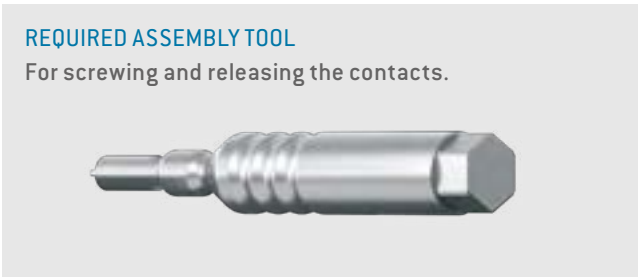 REQUIRED ASSEMBLY TOOL
For screwing and releasing the contacts.